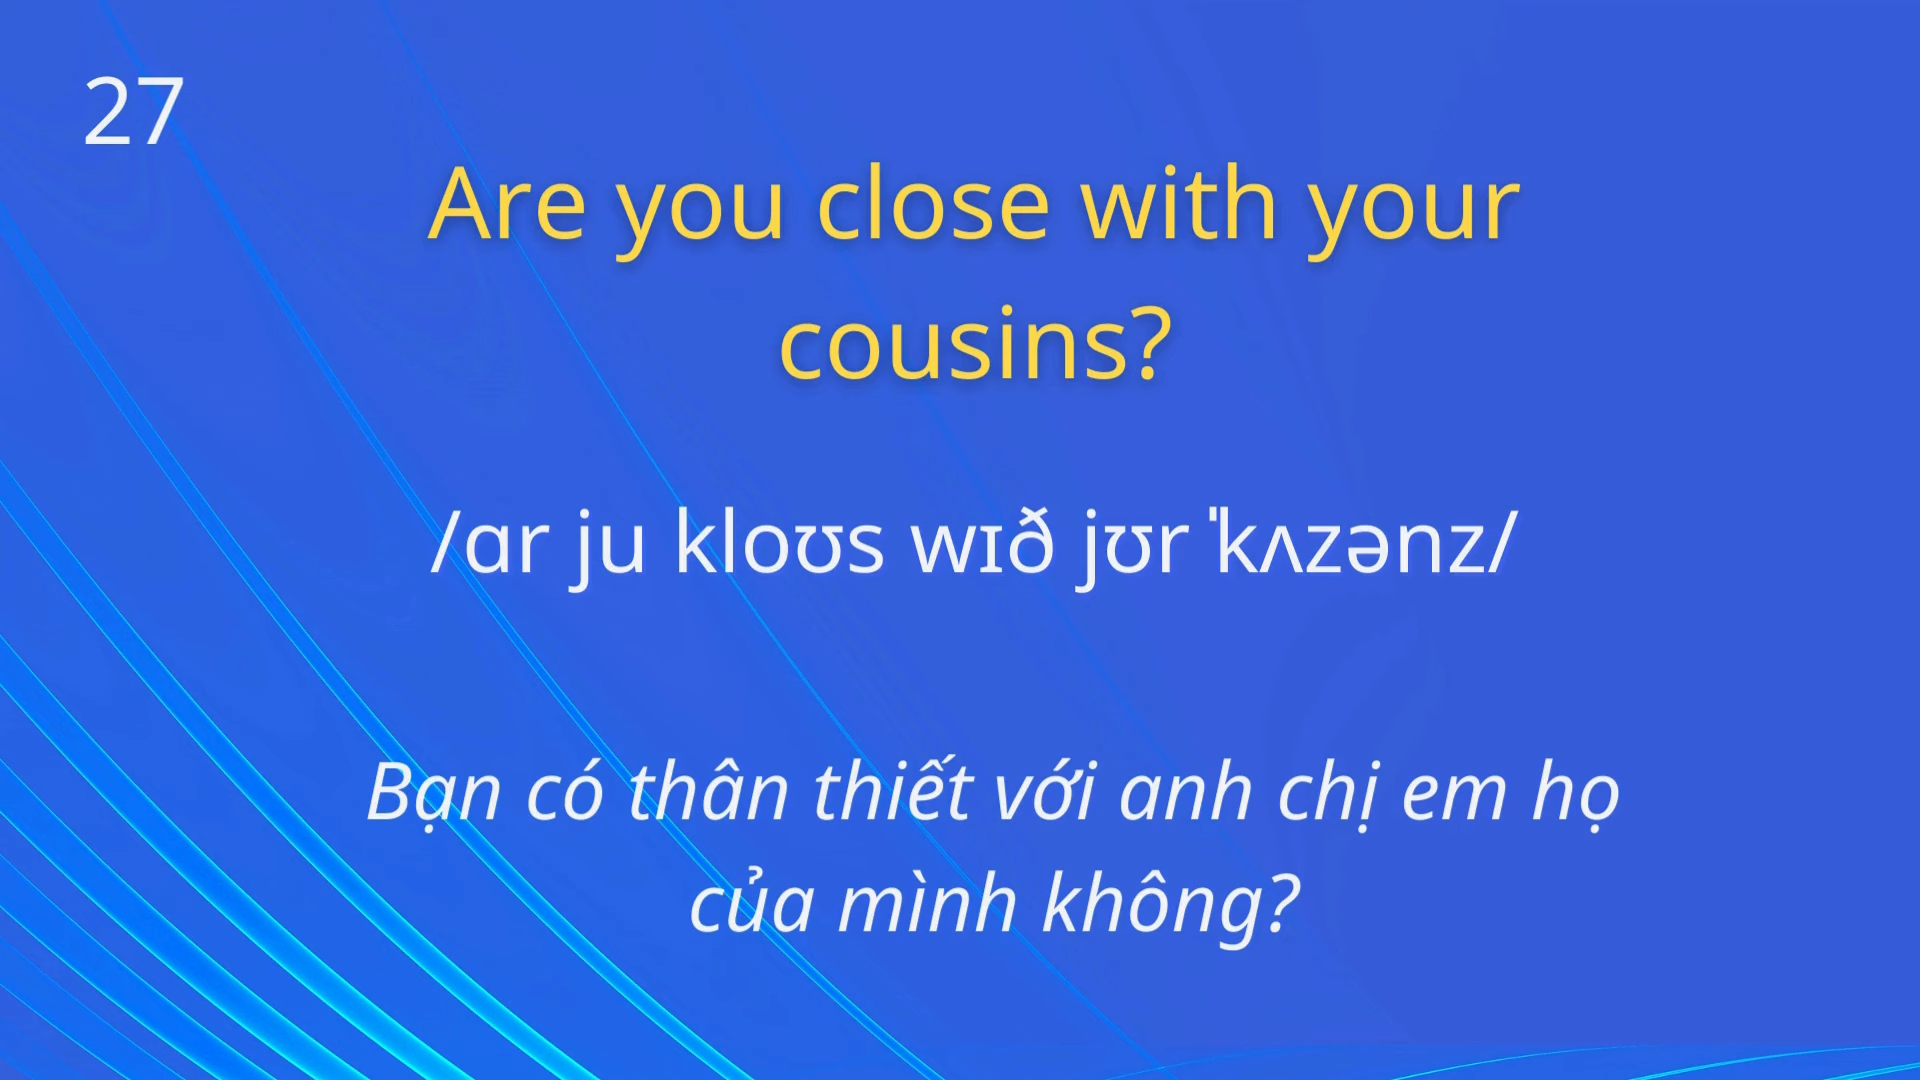 27
Are you close with your
cousins?
/ɑr ju kloʊs wɪð jʊr ˈkʌzənz/
Bạn có thân thiết với anh chị em họ
của mình không?